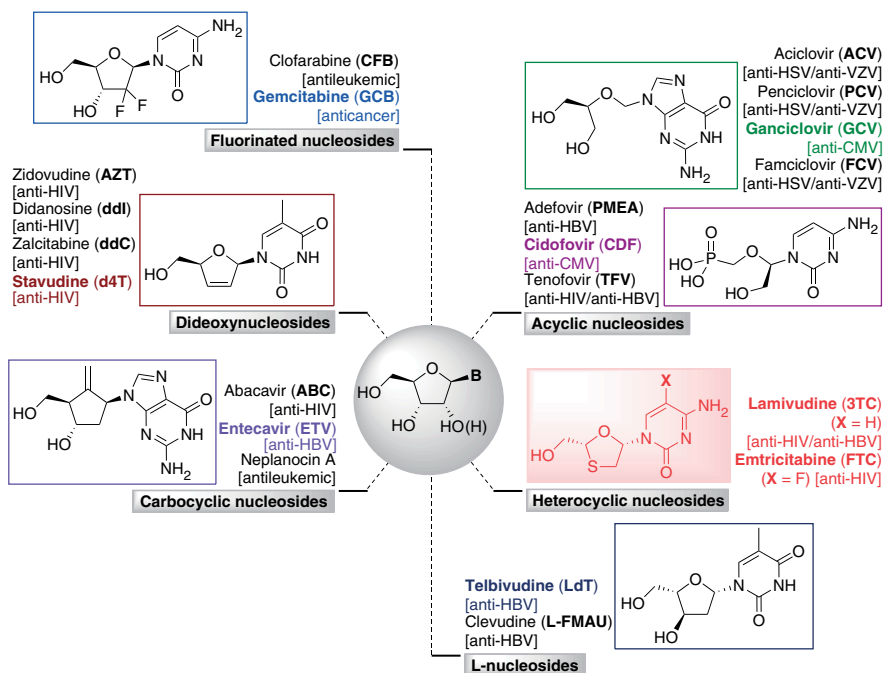 Clofarabine (CFB)
[antileukemic]
Gemcitabine (GCB)
[anticancer]
Fluorinated nucleosides
NH2
N
N
O
O
HO
HO
F
F
Aciclovir (ACV)
[anti-HSV/anti-VZV]
Penciclovir (PCV)
[anti-HSV/anti-VZV]
Ganciclovir (GCV)
[anti-CMV]
Famciclovir (FCV)
[anti-HSV/anti-VZV]
O
HO
HO
N
N
O
NH
N
NH2
Zidovudine (AZT)
[anti-HIV]
Didanosine (ddI)
[anti-HIV]
Zalcitabine (ddC)
[anti-HIV]
Stavudine (d4T)
[anti-HIV]
Dideoxynucleosides
O
HO
N
O
NH
O
Adefovir (PMEA)
[anti-HBV]
Cidofovir (CDF)
[anti-CMV]
Tenofovir (TFV)
[anti-HIV/anti-HBV]
Acyclic nucleosides
O
P
HO
HO
O
HO
N
N
O
NH2
HO
O
B
HO
O(H)
Abacavir (ABC)
[anti-HIV]
Entecavir (ETV)
[anti-HBV]
Neplanocin A
[antileukemic]
Carbocyclic nucleosides
HO
HO
N
N
O
N
NH
NH2
X
NH2
N
N
O
O
S
HO
Lamivudine (3TC)
(X = H)
[anti-HIV/anti-HBV]
Emtricitabine (FTC)
(X = F) [anti-HIV]
Heterocyclic nucleosides
Telbivudine (LdT)
[anti-HBV]
Clevudine (L-FMAU)
[anti-HBV]
L-nucleosides
O
HO
HO
N
O
NH
O